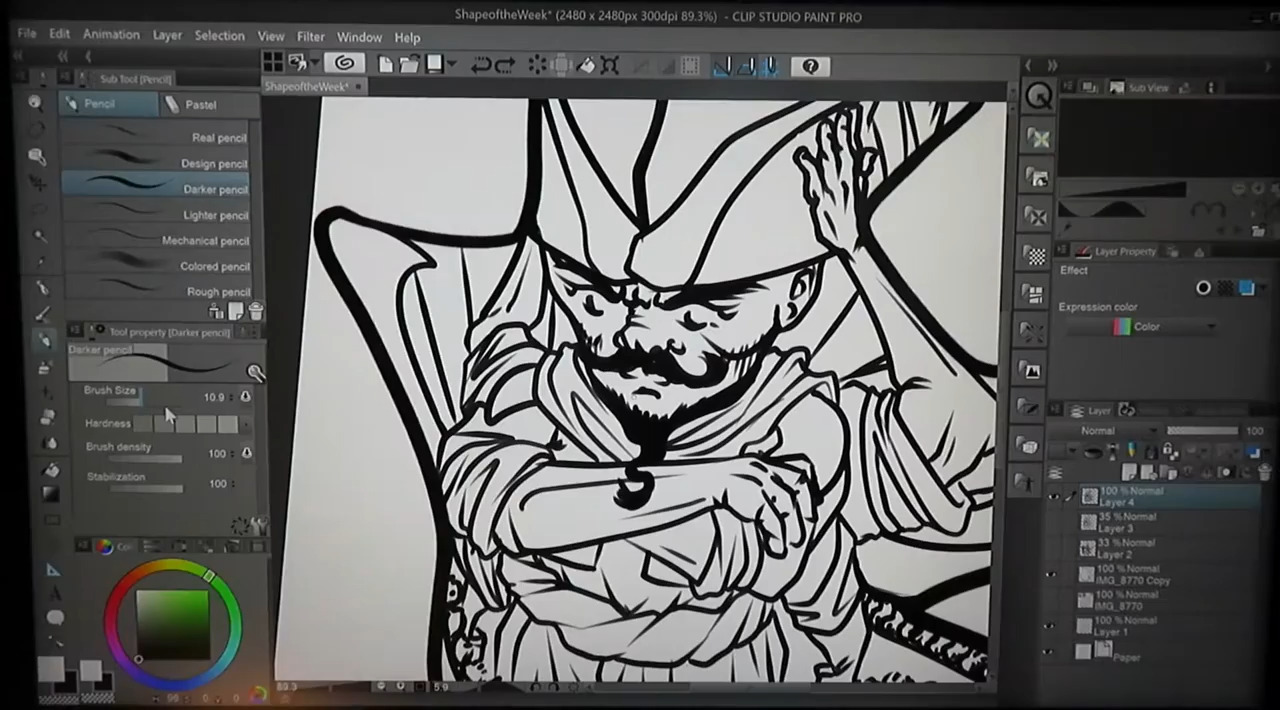 ShapeoftheWeek* (2480 x 2480px 300dpi 89.3%) - CLIP STUDIO PAINT PRO
File Edit Animation Layer Selection View Filter Window Help
Sub Tool [Pencil]
ShapeoftheWeek*
Sub View
Pencil Pastel
Real pencil
Design pencil
Darker pencil
Lighter pencil
Mechanical pencil
Colored pencil
Rough pencil
Tool property [Darker pencil]
Darker pencil
Brush Size 10.9
Hardness
Brush density 100
Stabilization 100
Layer Property
Effect
Expression color
Color
Layer
Normal 100
100 % Normal
Layer 4
35 % Normal
Layer 3
33 % Normal
Layer 2
100 % Normal
IMG_8770 Copy
100 % Normal
IMG_8770
100 % Normal
Layer 1
Paper
89.3
5.9